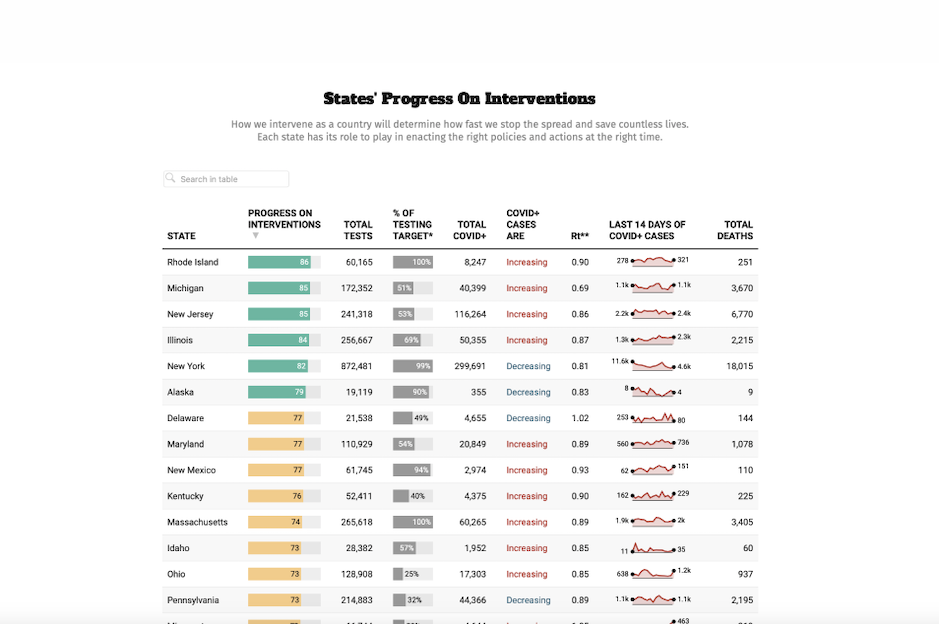 States' Progress On Interventions
How we intervene as a country will determine how fast we stop the spread and save countless lives.
Each state has its role to play in enacting the right policies and actions at the right time.
Search in table
STATE PROGRESS ON INTERVENTIONS ▼ TOTAL TESTS % OF TESTING TARGET* TOTAL COVID+ COVID+ CASES ARE Rt** LAST 14 DAYS OF COVID+ CASES TOTAL DEATHS
Rhode Island 86 60,165 100% 8,247 Increasing 0.90 278 321 251
Michigan 85 172,352 51% 40,399 Increasing 0.69 1.1k 1.1k 3,670
New Jersey 85 241,318 53% 116,264 Increasing 0.86 2.2k 2.4k 6,770
Illinois 84 256,667 69% 50,355 Increasing 0.87 1.3k 2.3k 2,215
New York 82 872,481 99% 299,691 Decreasing 0.81 11.6k 4.6k 18,015
Alaska 79 19,119 90% 355 Decreasing 0.83 8 4 9
Delaware 77 21,538 49% 4,655 Decreasing 1.02 253 80 144
Maryland 77 110,929 54% 20,849 Increasing 0.89 560 736 1,078
New Mexico 77 61,745 94% 2,974 Increasing 0.93 62 151 110
Kentucky 76 52,411 40% 4,375 Increasing 0.90 162 229 225
Massachusetts 74 265,618 100% 60,265 Increasing 0.89 1.9k 2k 3,405
Idaho 73 28,382 57% 1,952 Increasing 0.85 11 35 60
Ohio 73 128,908 25% 17,303 Increasing 0.85 638 1.2k 937
Pennsylvania 73 214,883 32% 44,366 Decreasing 0.89 1.1k 1.1k 2,195
463